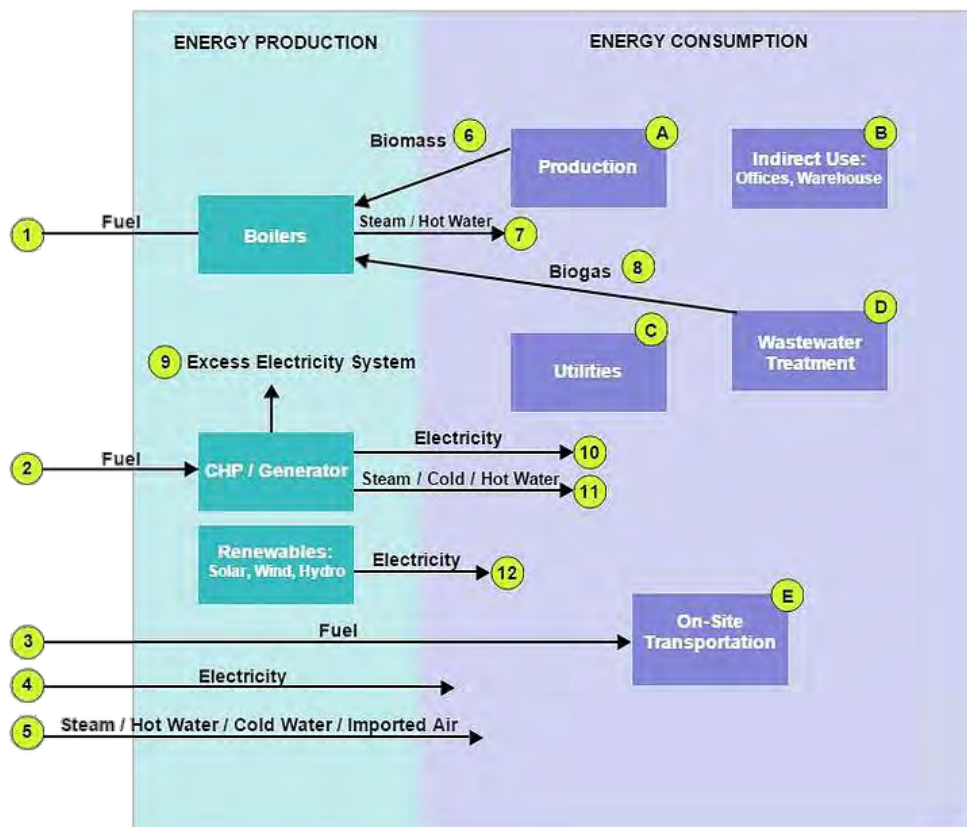 ENERGY PRODUCTION
ENERGY CONSUMPTION
A
B
Biomass 6
Production
Indirect Use:
Offices, Warehouse
1
Fuel
Boilers
Steam / Hot Water
7
Biogas 8
D
C
Wastewater
Treatment
9 Excess Electricity System
Utilities
2
Fuel
CHP / Generator
Electricity
10
Steam / Cold / Hot Water
11
Renewables:
Solar, Wind, Hydro
Electricity
12
E
On-Site
Transportation
3
Fuel
4
Electricity
5
Steam / Hot Water / Cold Water / Imported Air